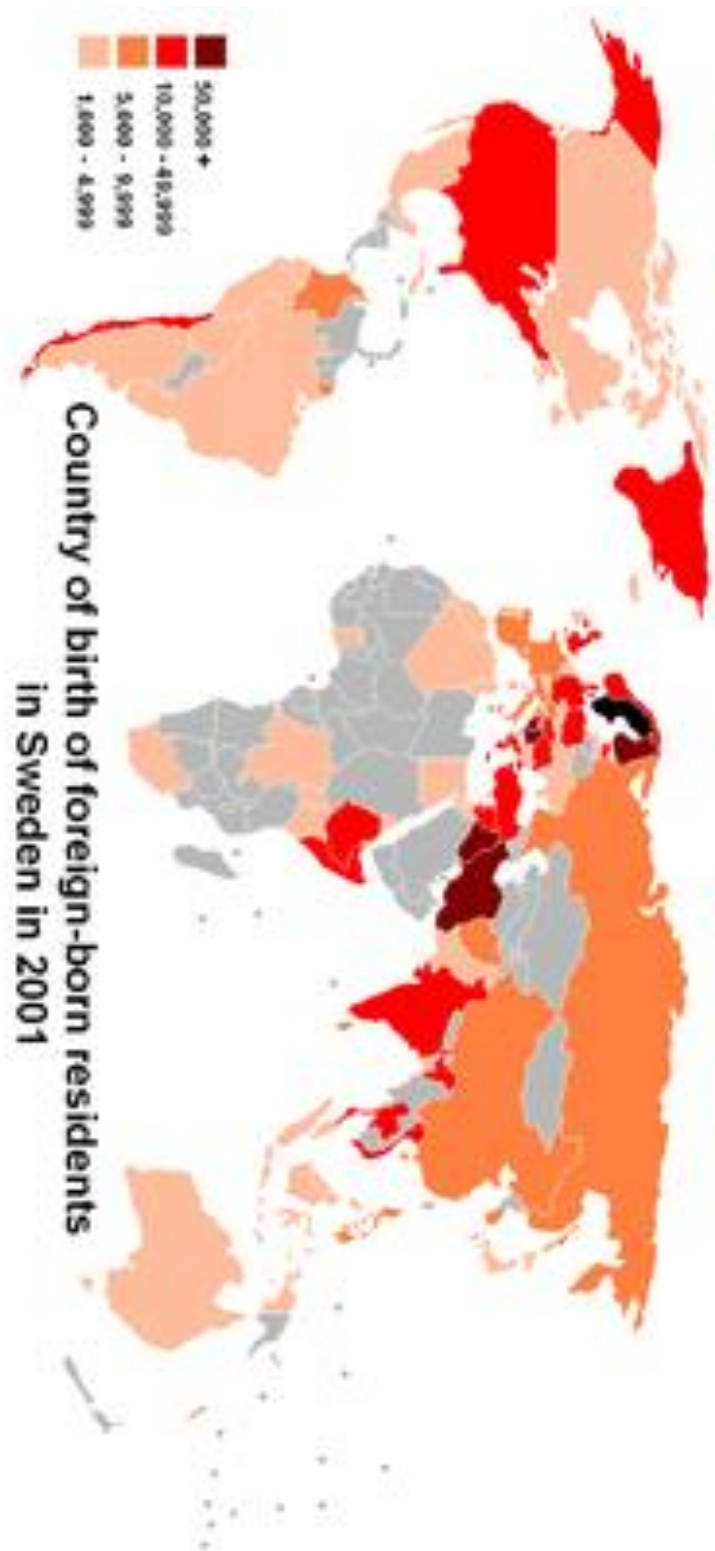 50,000 +
10,000 - 49,999
5,000 - 9,999
1,000 - 4,999
Country of birth of foreign-born residents
in Sweden in 2001